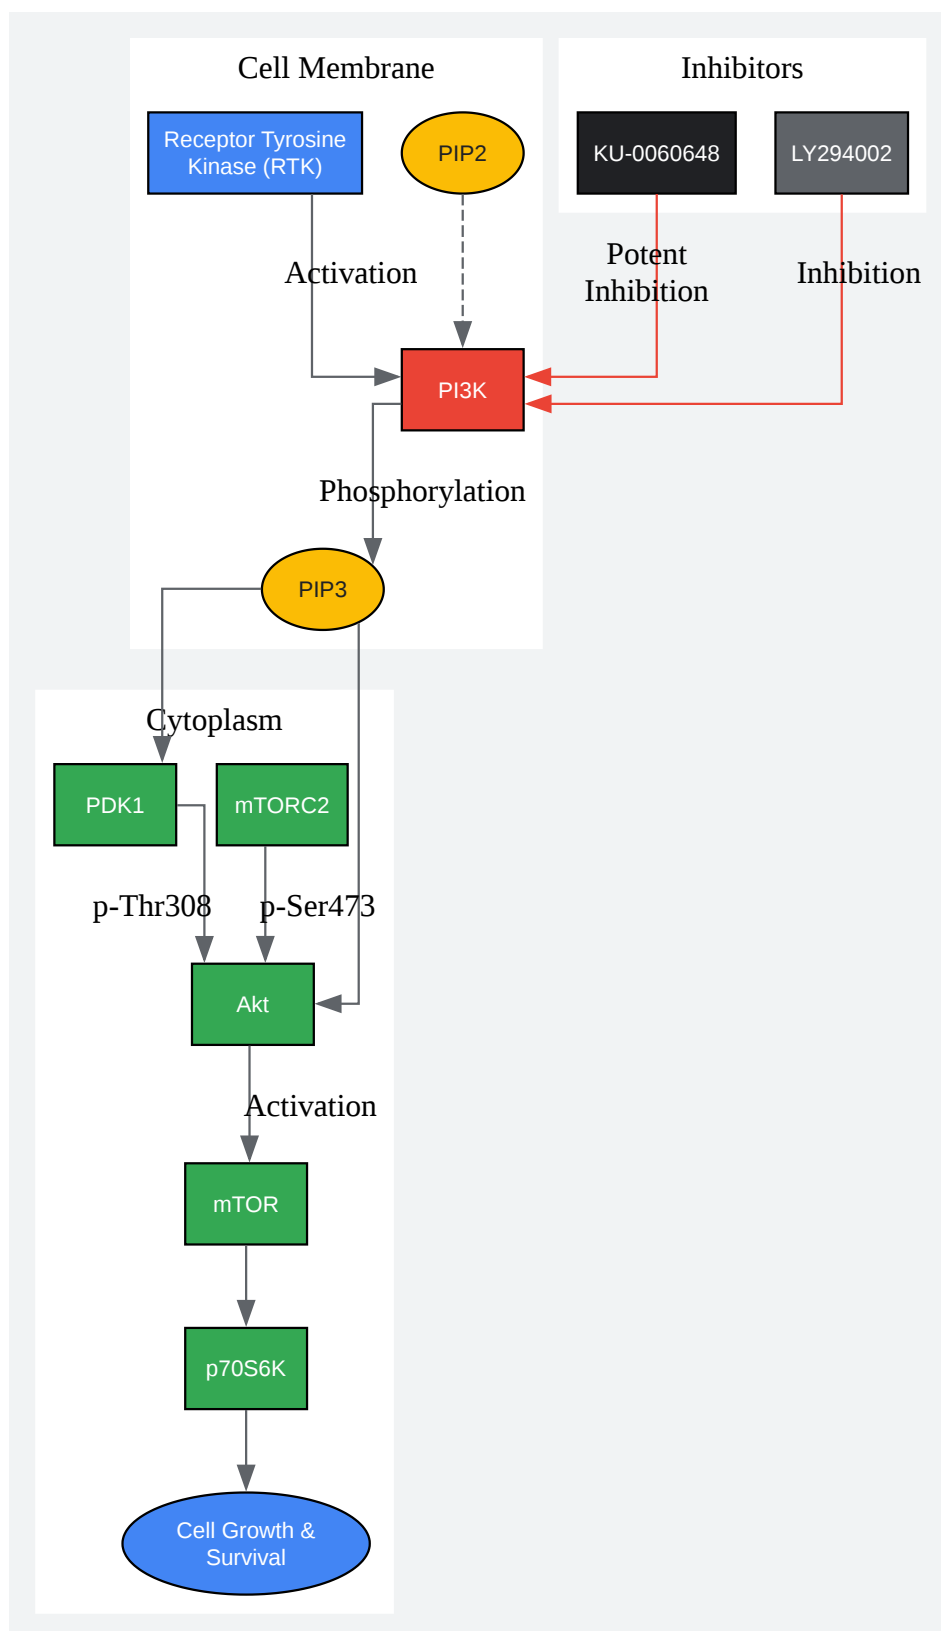 Cell Membrane
Inhibitors
Receptor Tyrosine
Kinase (RTK)
PIP2
KU-0060648
LY294002
Activation
Potent
Inhibition
Inhibition
PI3K
Phosphorylation
PIP3
Cytoplasm
PDK1
mTORC2
p-Thr308
p-Ser473
Akt
Activation
mTOR
p70S6K
Cell Growth &
Survival